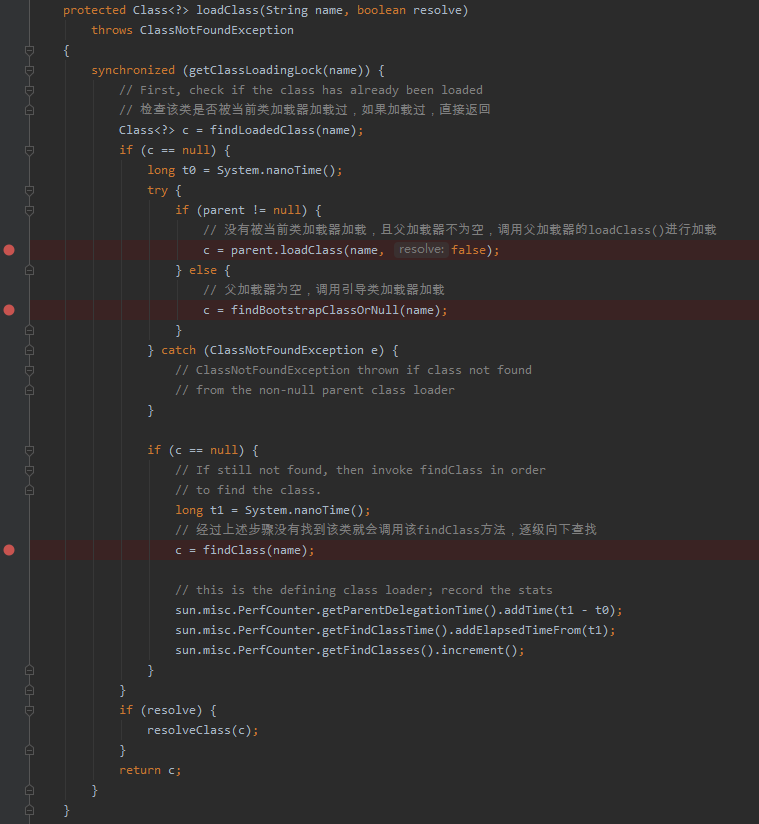 protected Class<?> loadClass(String name, boolean resolve)
throws ClassNotFoundException
{
synchronized (getClassLoadingLock(name)) {
// First, check if the class has already been loaded
// 检查该类是否被当前类加载器加载过，如果加载过，直接返回
Class<?> c = findLoadedClass(name);
if (c == null) {
long t0 = System.nanoTime();
try {
if (parent != null) {
// 没有被当前类加载器加载，且父加载器不为空，调用父加载器的loadClass()进行加载
c = parent.loadClass(name, resolve: false);
} else {
// 父加载器为空，调用引导类加载器加载
c = findBootstrapClassOrNull(name);
}
} catch (ClassNotFoundException e) {
// ClassNotFoundException thrown if class not found
// from the non-null parent class loader
}
if (c == null) {
// If still not found, then invoke findClass in order
// to find the class.
long t1 = System.nanoTime();
// 经过上述步骤没有找到该类就会调用该findClass方法，逐级向下查找
c = findClass(name);
// this is the defining class loader; record the stats
sun.misc.PerfCounter.getParentDelegationTime().addTime(t1 - t0);
sun.misc.PerfCounter.getFindClassTime().addElapsedTimeFrom(t1);
sun.misc.PerfCounter.getFindClasses().increment();
}
}
if (resolve) {
resolveClass(c);
}
return c;
}
}